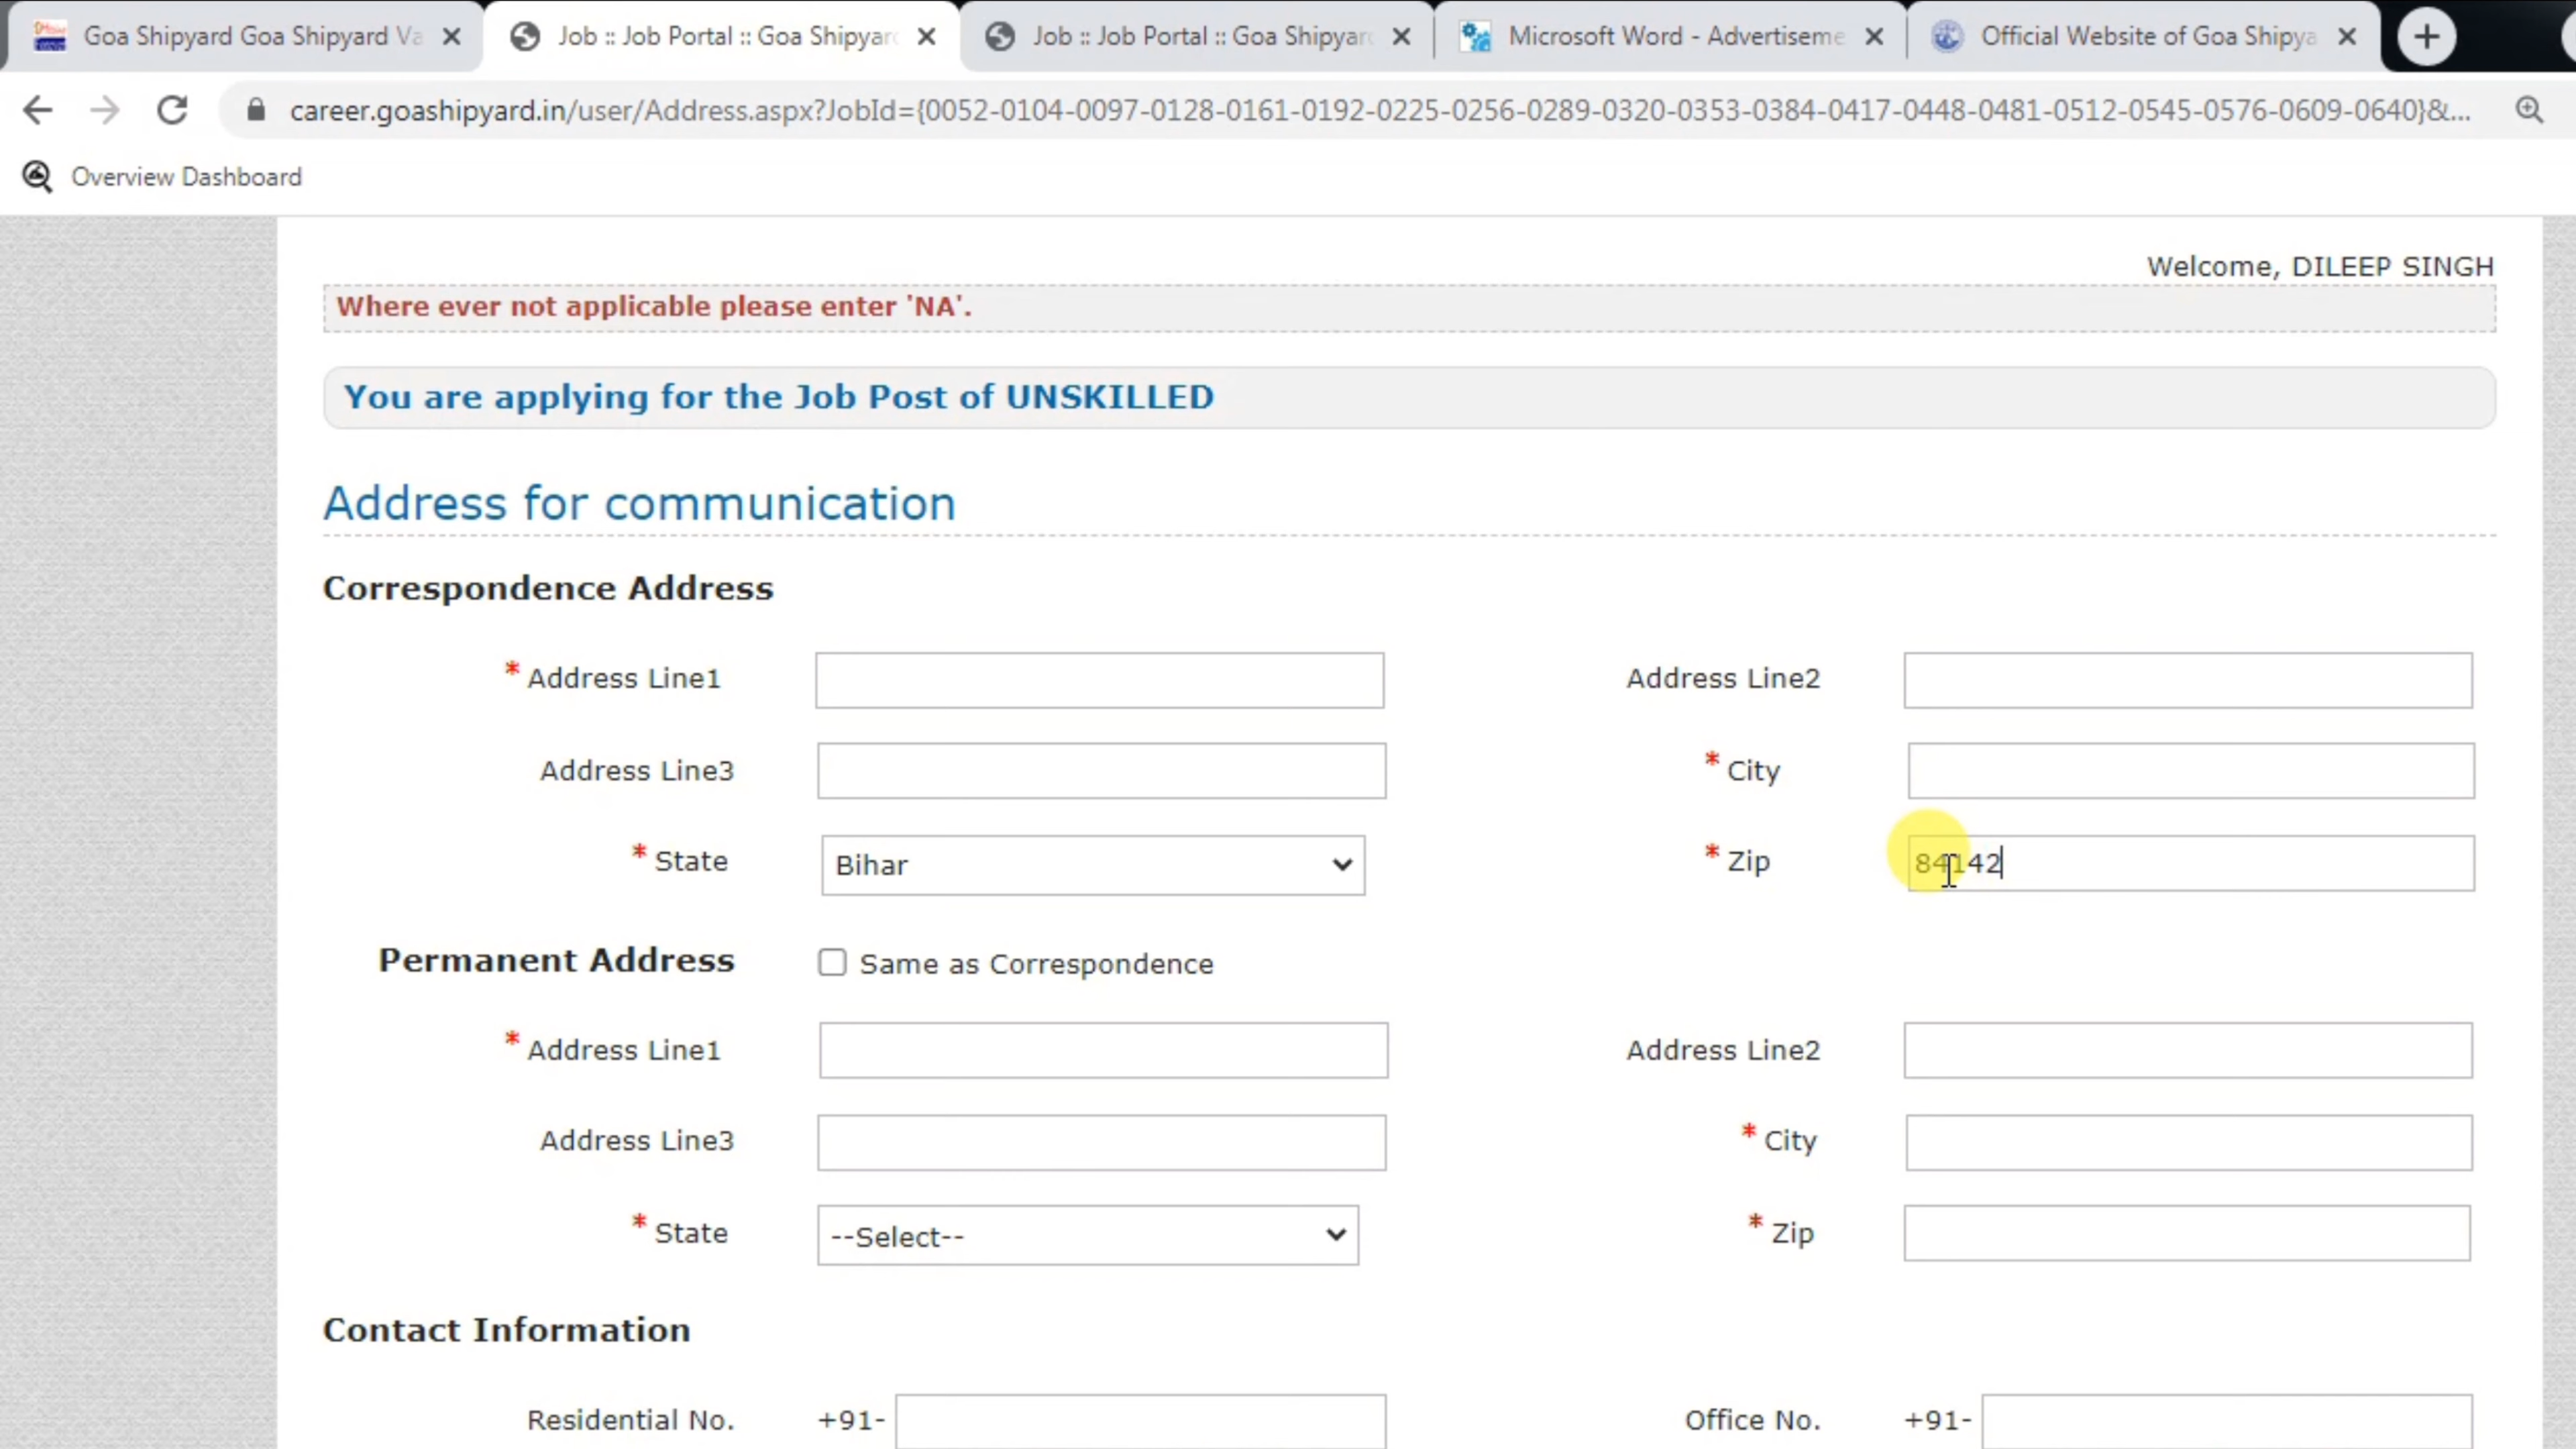 Goa Shipyard Goa Shipyard Va
Job :: Job Portal :: Goa Shipyar
Job :: Job Portal :: Goa Shipyar
Microsoft Word - Advertiseme
Official Website of Goa Shipya
career.goashipyard.in/user/Address.aspx?JobId={0052-0104-0097-0128-0161-0192-0225-0256-0289-0320-0353-0384-0417-0448-0481-0512-0545-0576-0609-0640}&...
Overview Dashboard
Welcome, DILEEP SINGH
Where ever not applicable please enter 'NA'.
You are applying for the Job Post of UNSKILLED
Address for communication
Correspondence Address
* Address Line1
Address Line2
Address Line3
* City
* State Bihar
* Zip 84142
Permanent Address Same as Correspondence
* Address Line1
Address Line2
Address Line3
* City
* State --Select--
* Zip
Contact Information
Residential No. +91-
Office No. +91-